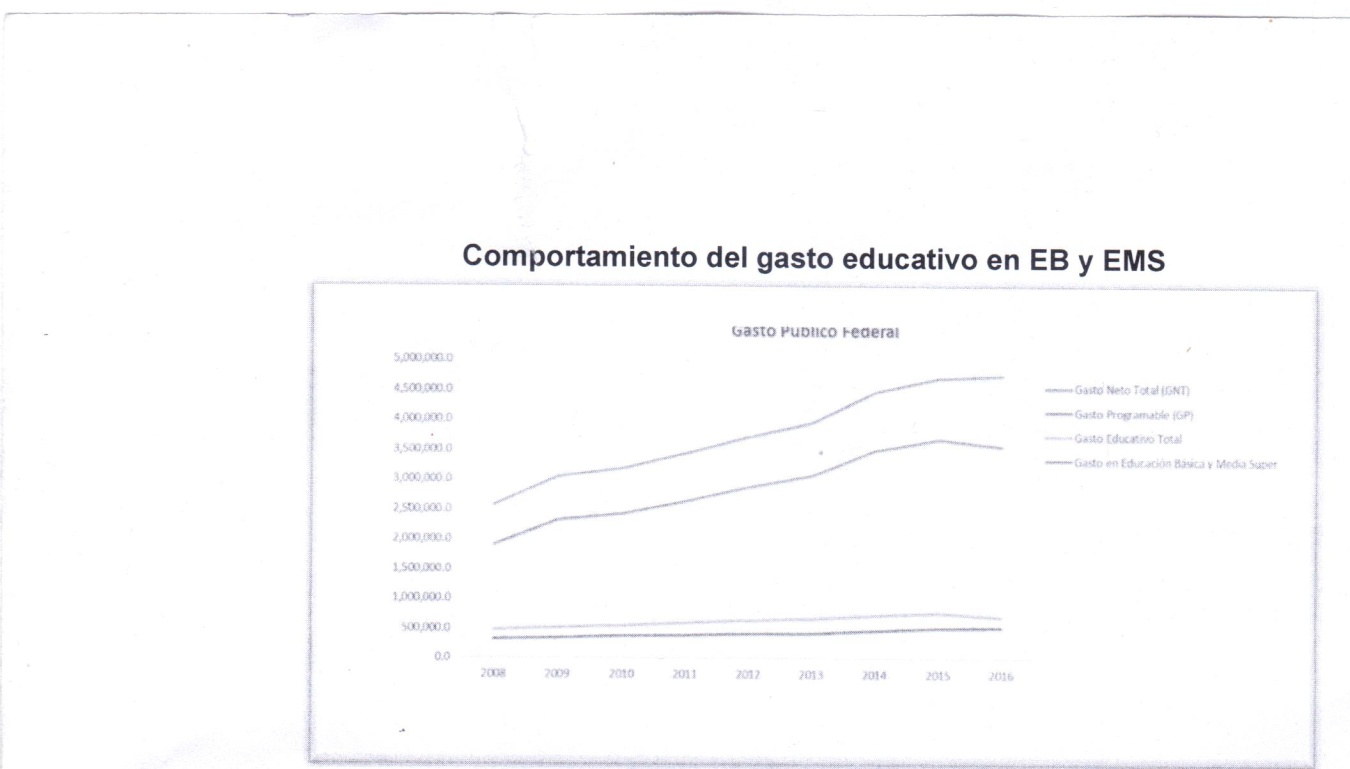 Comportamiento del gasto educativo en EB y EMS
Gasto Publico Federal
5,000,000.0
4,500,000.0
4,000,000.0
3,500,000.0
3,000,000.0
2,500,000.0
2,000,000.0
1,500,000.0
1,000,000.0
500,000.0
0.0
2008 2009 2010 2011 2012 2013 2014 2015 2016
Gasto Neto Total (GNT)
Gasto Programable (GP)
Gasto Educativo Total
Gasto en Educación Básica y Media Super